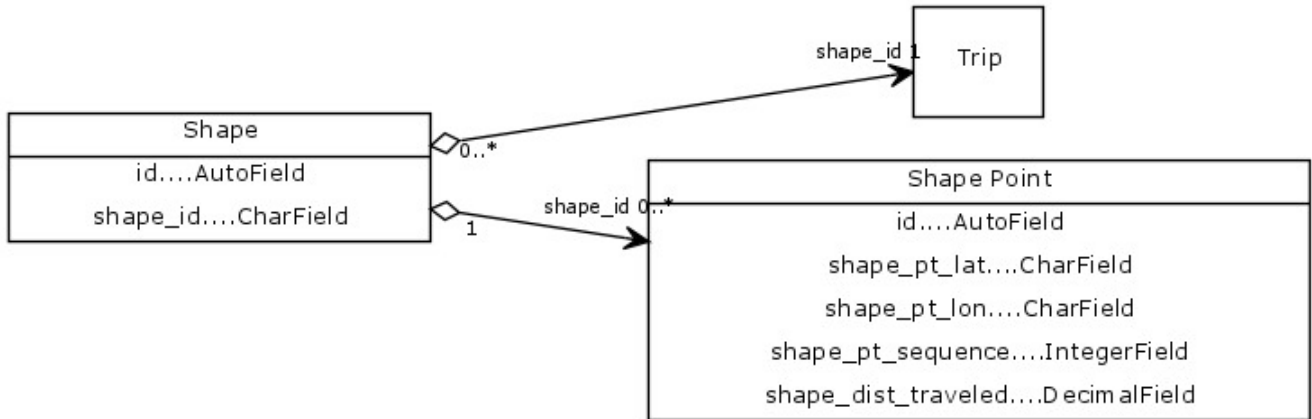 shape_id 1
Trip
Shape
0..*
id....AutoField
shape_id....CharField
shape_id 0..*
1
Shape Point
id....AutoField
shape_pt_lat....CharField
shape_pt_lon....CharField
shape_pt_sequence....IntegerField
shape_dist_traveled....DecimalField